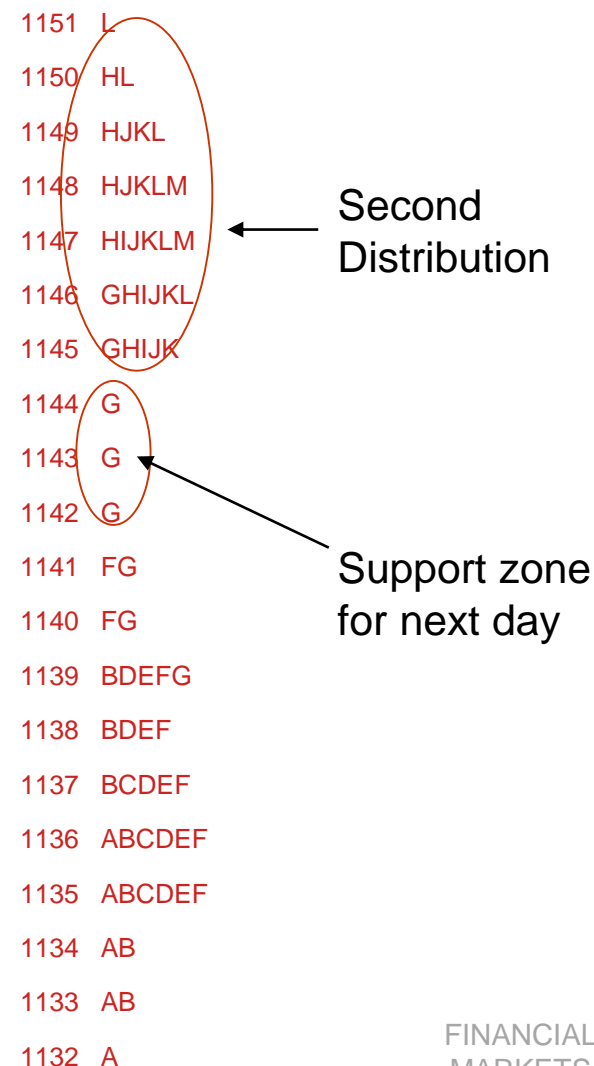 1151 L
1150 HL
1149 HJKL
1148 HJKLM
1147 HIJKLM
1146 GHIJKL
1145 GHIJK
1144 G
1143 G
1142 G
1141 FG
1140 FG
1139 BDEFG
1138 BDEF
1137 BCDEF
1136 ABCDEF
1135 ABCDEF
1134 AB
1133 AB
1132 A
Second
Distribution
Support zone
for next day
FINANCIAL
MARKETS